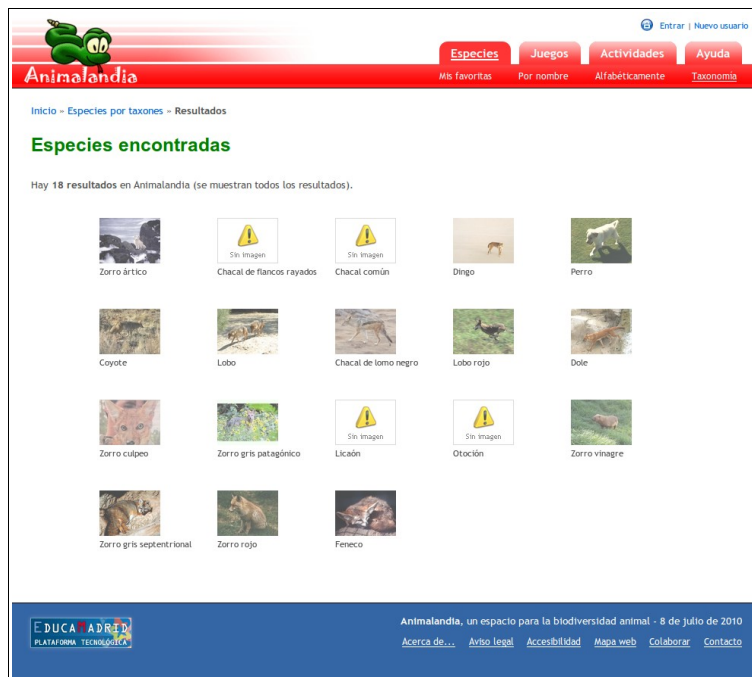 Entrar | Nuevo usuario
Animalandia
Especies Juegos Actividades Ayuda
Mis favoritas Por nombre Alfabéticamente Taxonomía
Inicio » Especies por taxones » Resultados
Especies encontradas
Hay 18 resultados en Animalandia (se muestran todos los resultados).
Sin imagen Sin imagen
Zorro ártico Chacal de flancos rayados Chacal común Dingo Perro
Coyote Lobo Chacal de lomo negro Lobo rojo Dole
Sin imagen Sin imagen
Zorro culpeo Zorro gris patagónico Licaón Otoción Zorro vinagre
Zorro gris septentrional Zorro rojo Feneco
EDUCAMADRID
PLATAFORMA TECNOLÓGICA
Animalandia, un espacio para la biodiversidad animal - 8 de julio de 2010
Acerca de... Aviso legal Accesibilidad Mapa web Colaborar Contacto